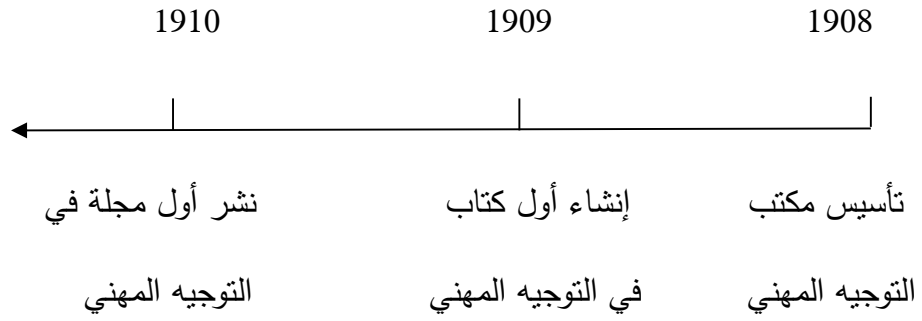 1908 1909 1910
تأسيس مكتب إنشاء أول كتاب نشر أول مجلة في
التوجيه المهني في التوجيه المهني التوجيه المهني